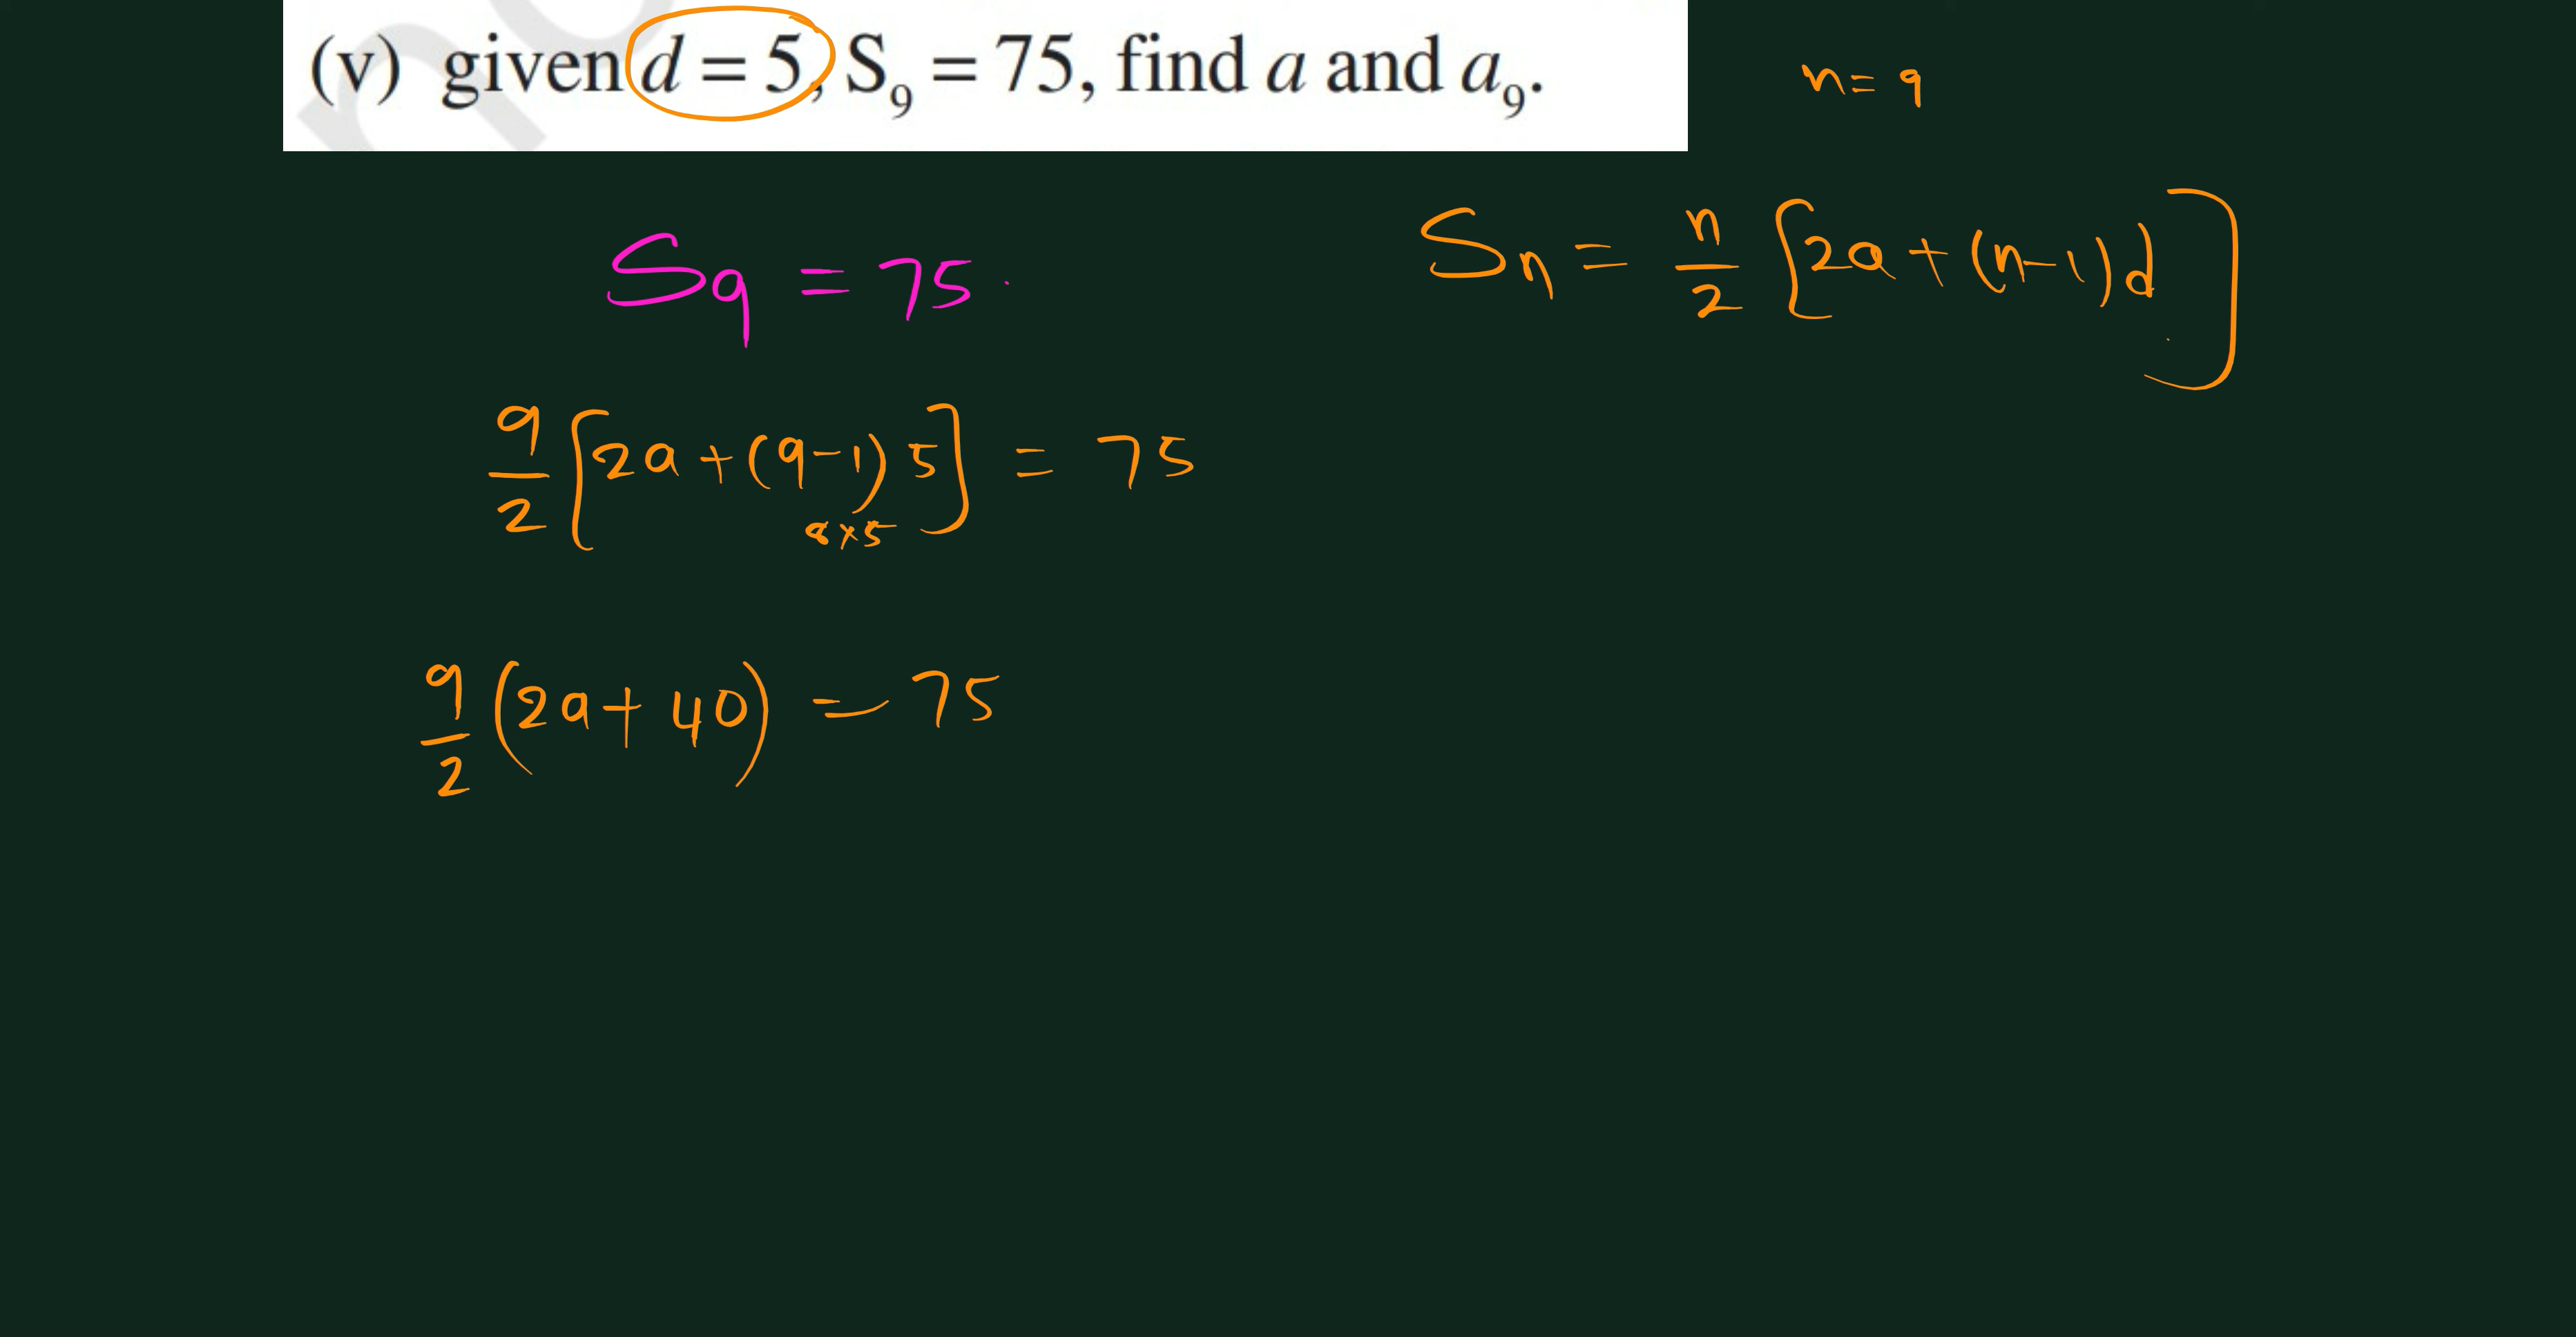 (v) given d = 5, S₉ = 75, find a and a₉.
n = 9
S₉ = 75.
Sₙ = n/2 [2a + (n-1)d]
9/2 [2a + (9-1) 5] = 75
8×5
9/2 (2a + 40) = 75